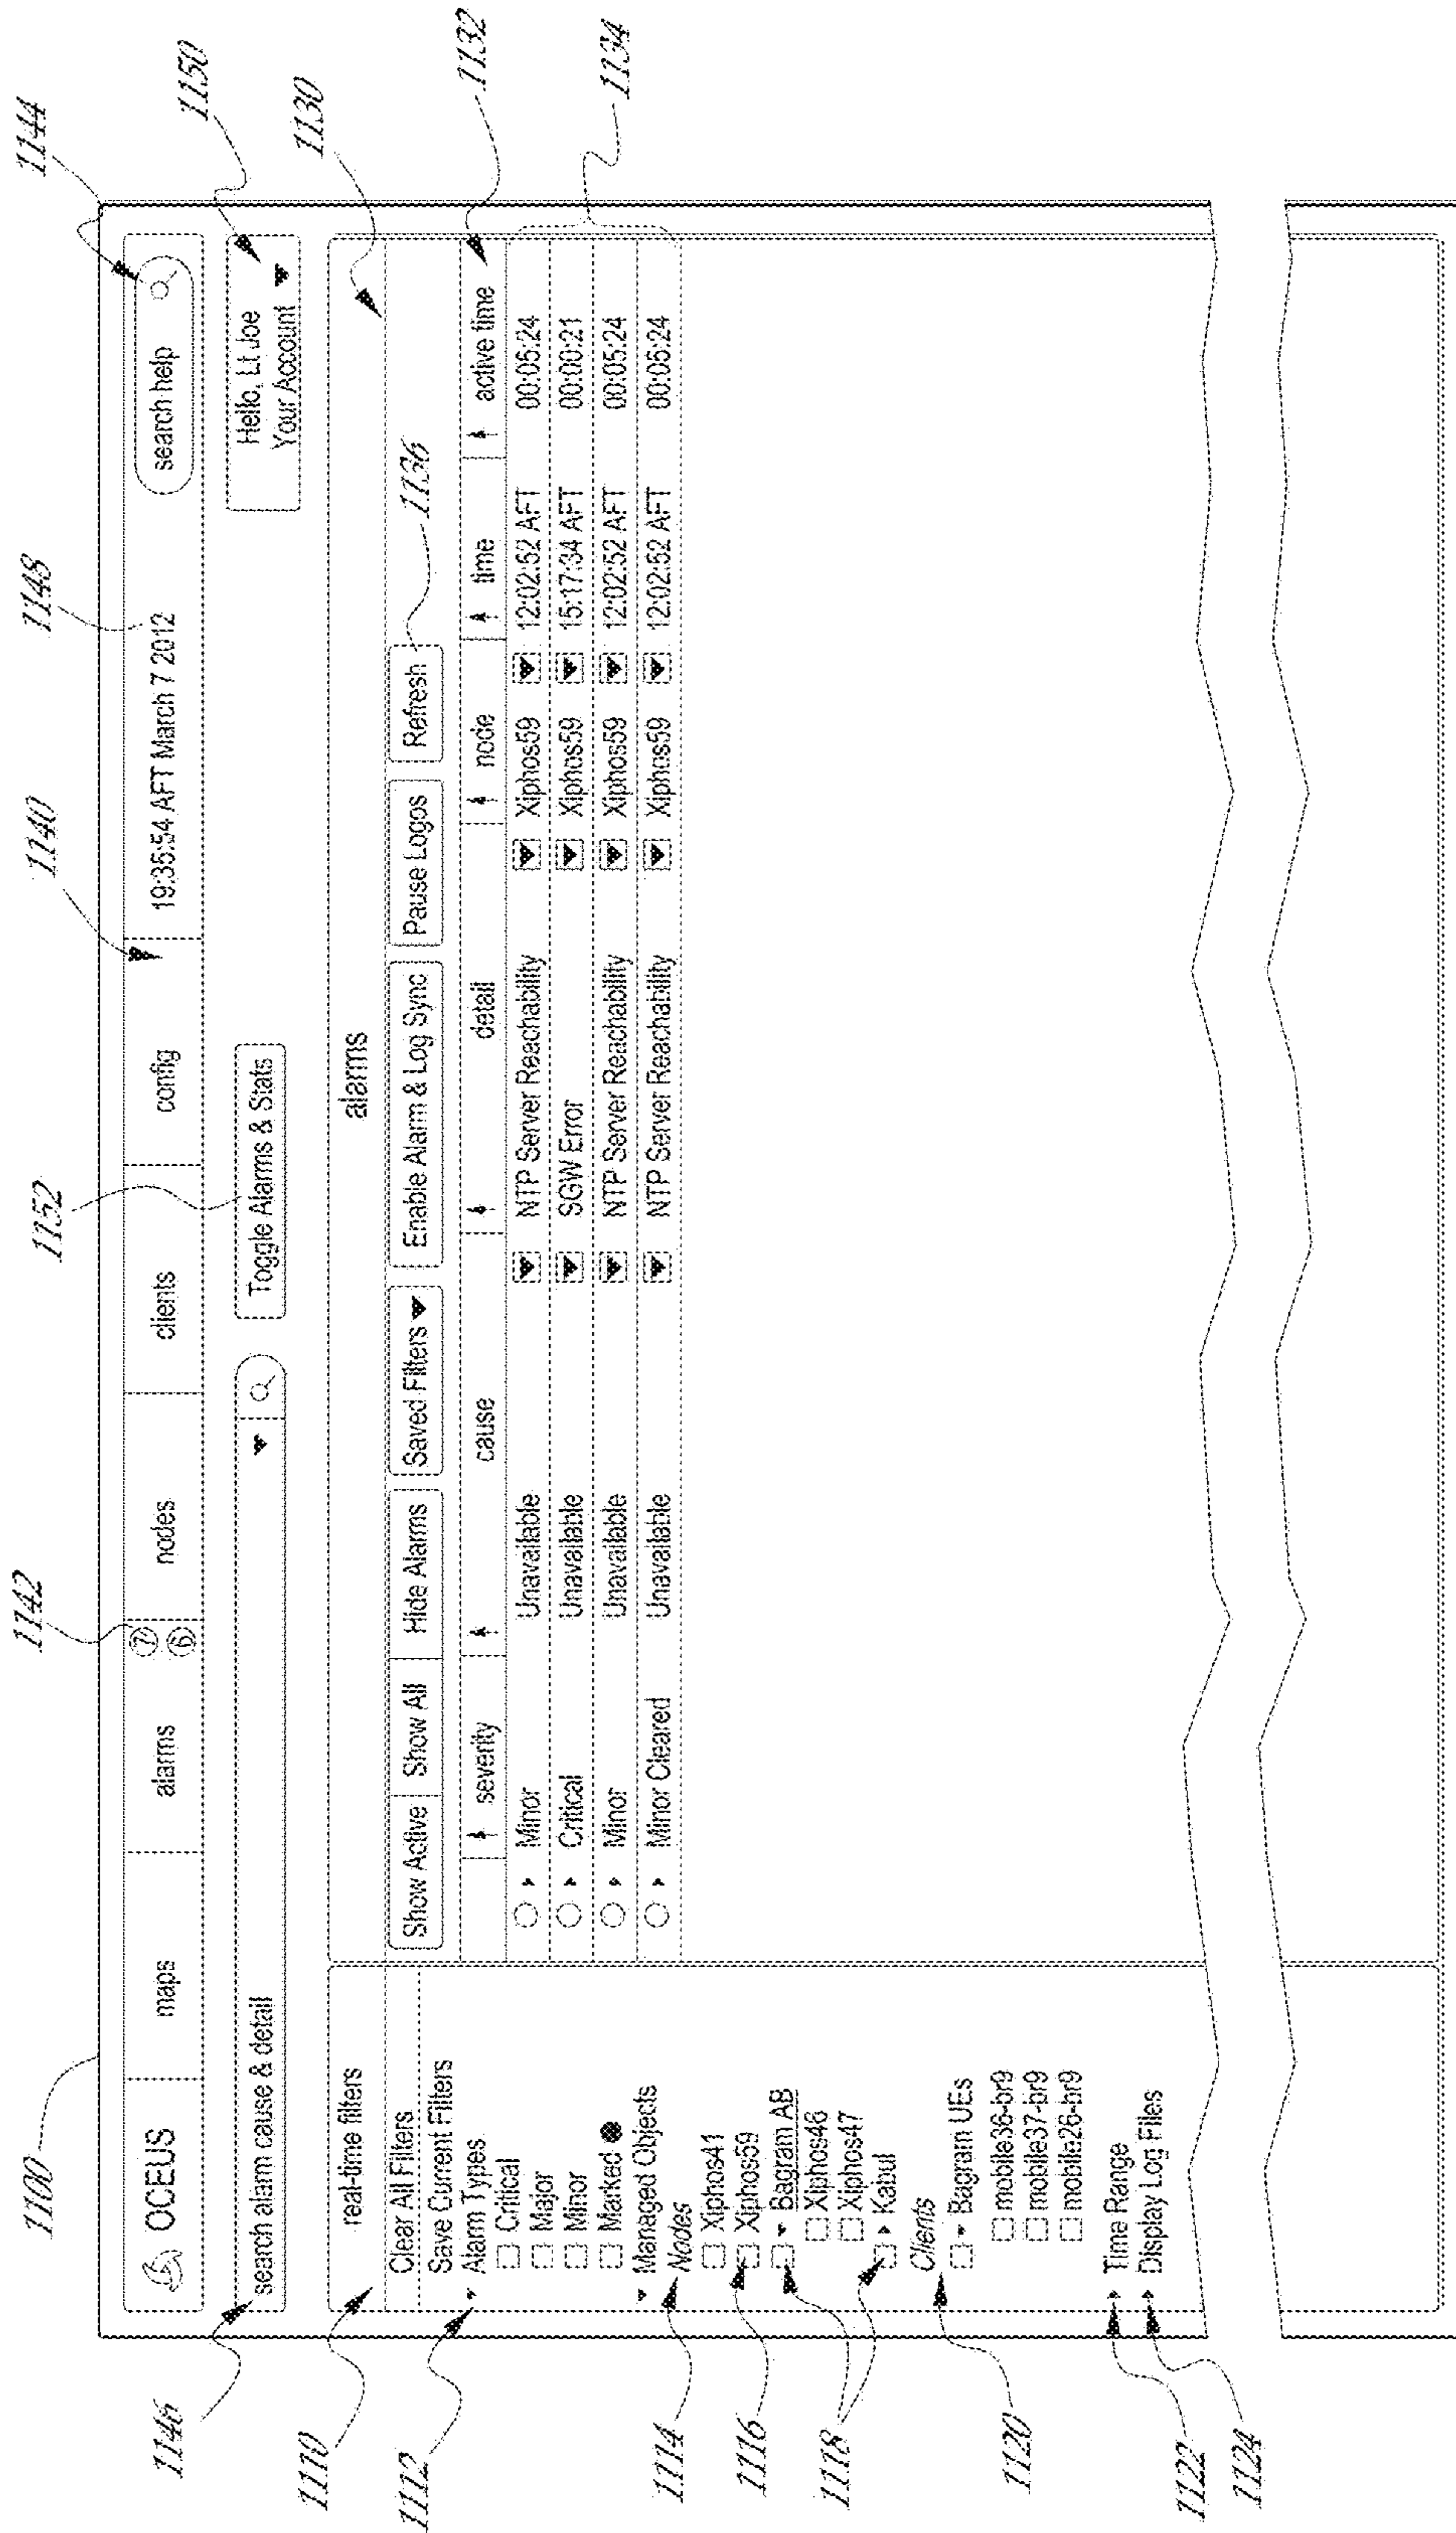 1100
1142
1152
1140
1148
1144
OCEUS
maps
alarms
7
6
nodes
clients
config
19:35:54 AFT March 7 2012
search help
1150
1146
search alarm cause & detail
Toggle Alarms & Stats
Hello, Lt Joe
Your Account
1130
1110
real-time filters
Clear All Filters
Save Current Filters
1112
Alarm Types
Critical
Major
Minor
Marked
Managed Objects
1114
Nodes
Xiphos41
1116
Xiphos59
1118
Bagram AB
Xiphos46
Xiphos47
Kabul
1120
Clients
Bagram UEs
mobile36-br9
mobile37-br9
mobile26-br9
1122
Time Range
1124
Display Log Files
alarms
Show Active Show All Hide Alarms Saved Filters Enable Alarm & Log Sync Pause Logos Refresh
1136
severity cause detail node time active time
1132
Minor Unavailable NTP Server Reachability Xiphos59 12:02:52 AFT 00:05:24
Critical Unavailable SGW Error Xiphos59 15:17:34 AFT 00:00:21
Minor Unavailable NTP Server Reachability Xiphos59 12:02:52 AFT 00:05:24
Minor Cleared Unavailable NTP Server Reachability Xiphos59 12:02:52 AFT 00:05:24
1134